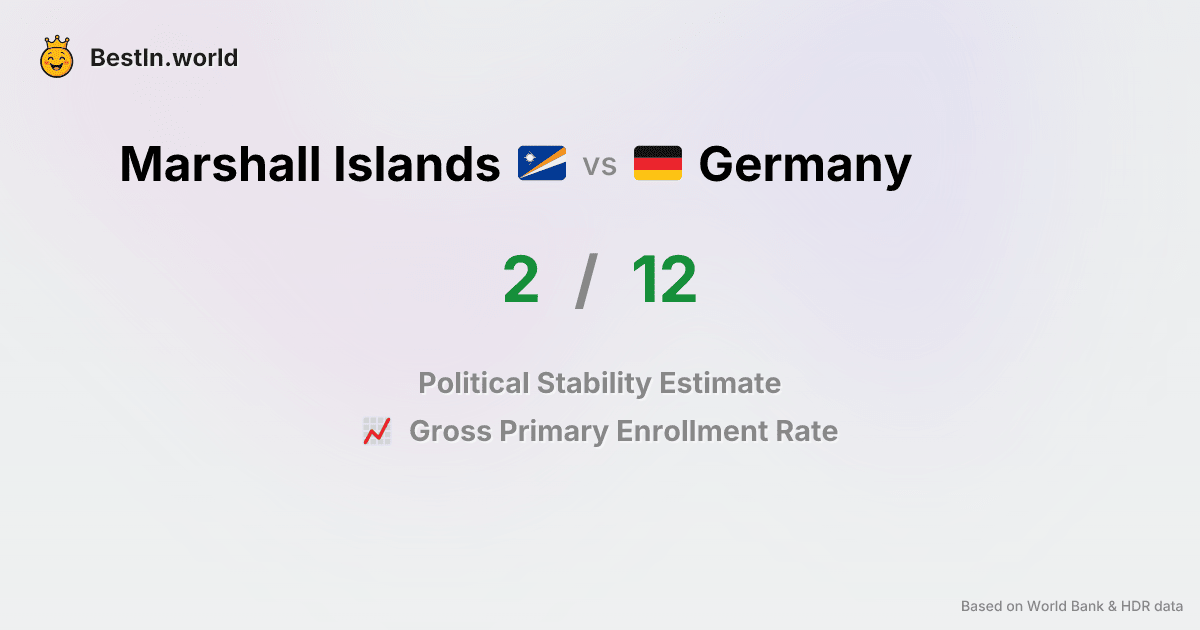 BestIn.world
Marshall Islands vs Germany
2 / 12
Political Stability Estimate
Gross Primary Enrollment Rate
Based on World Bank & HDR data